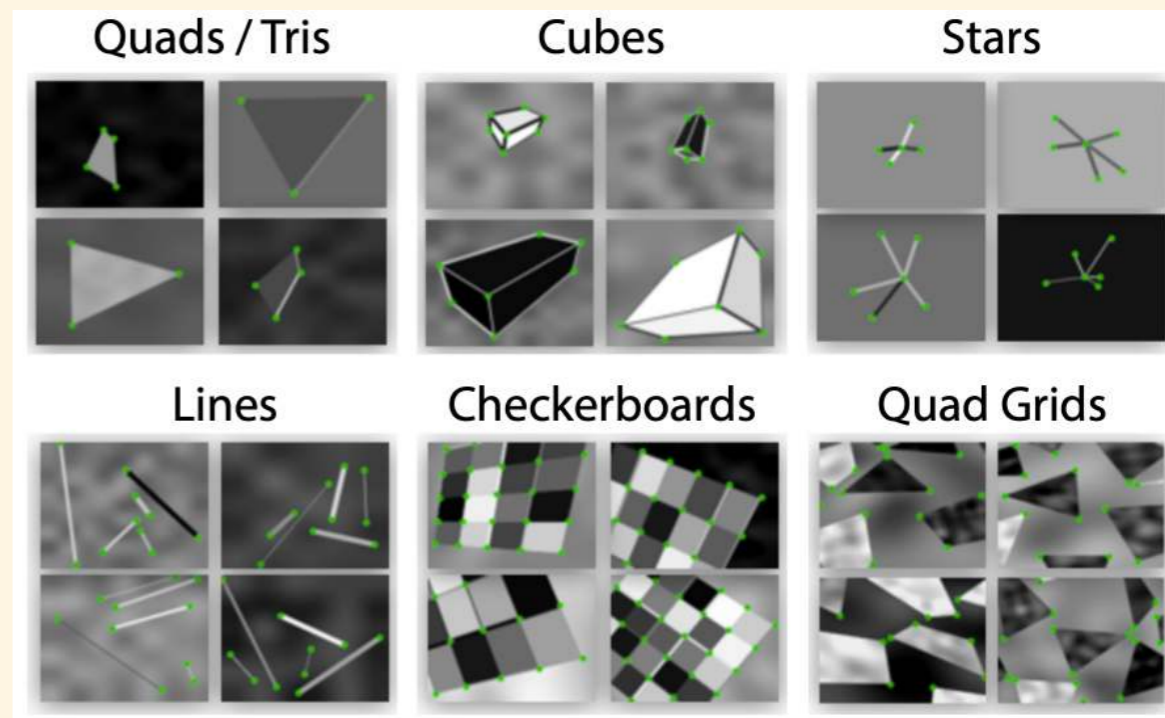 Quads / Tris
Cubes
Stars
Lines
Checkerboards
Quad Grids